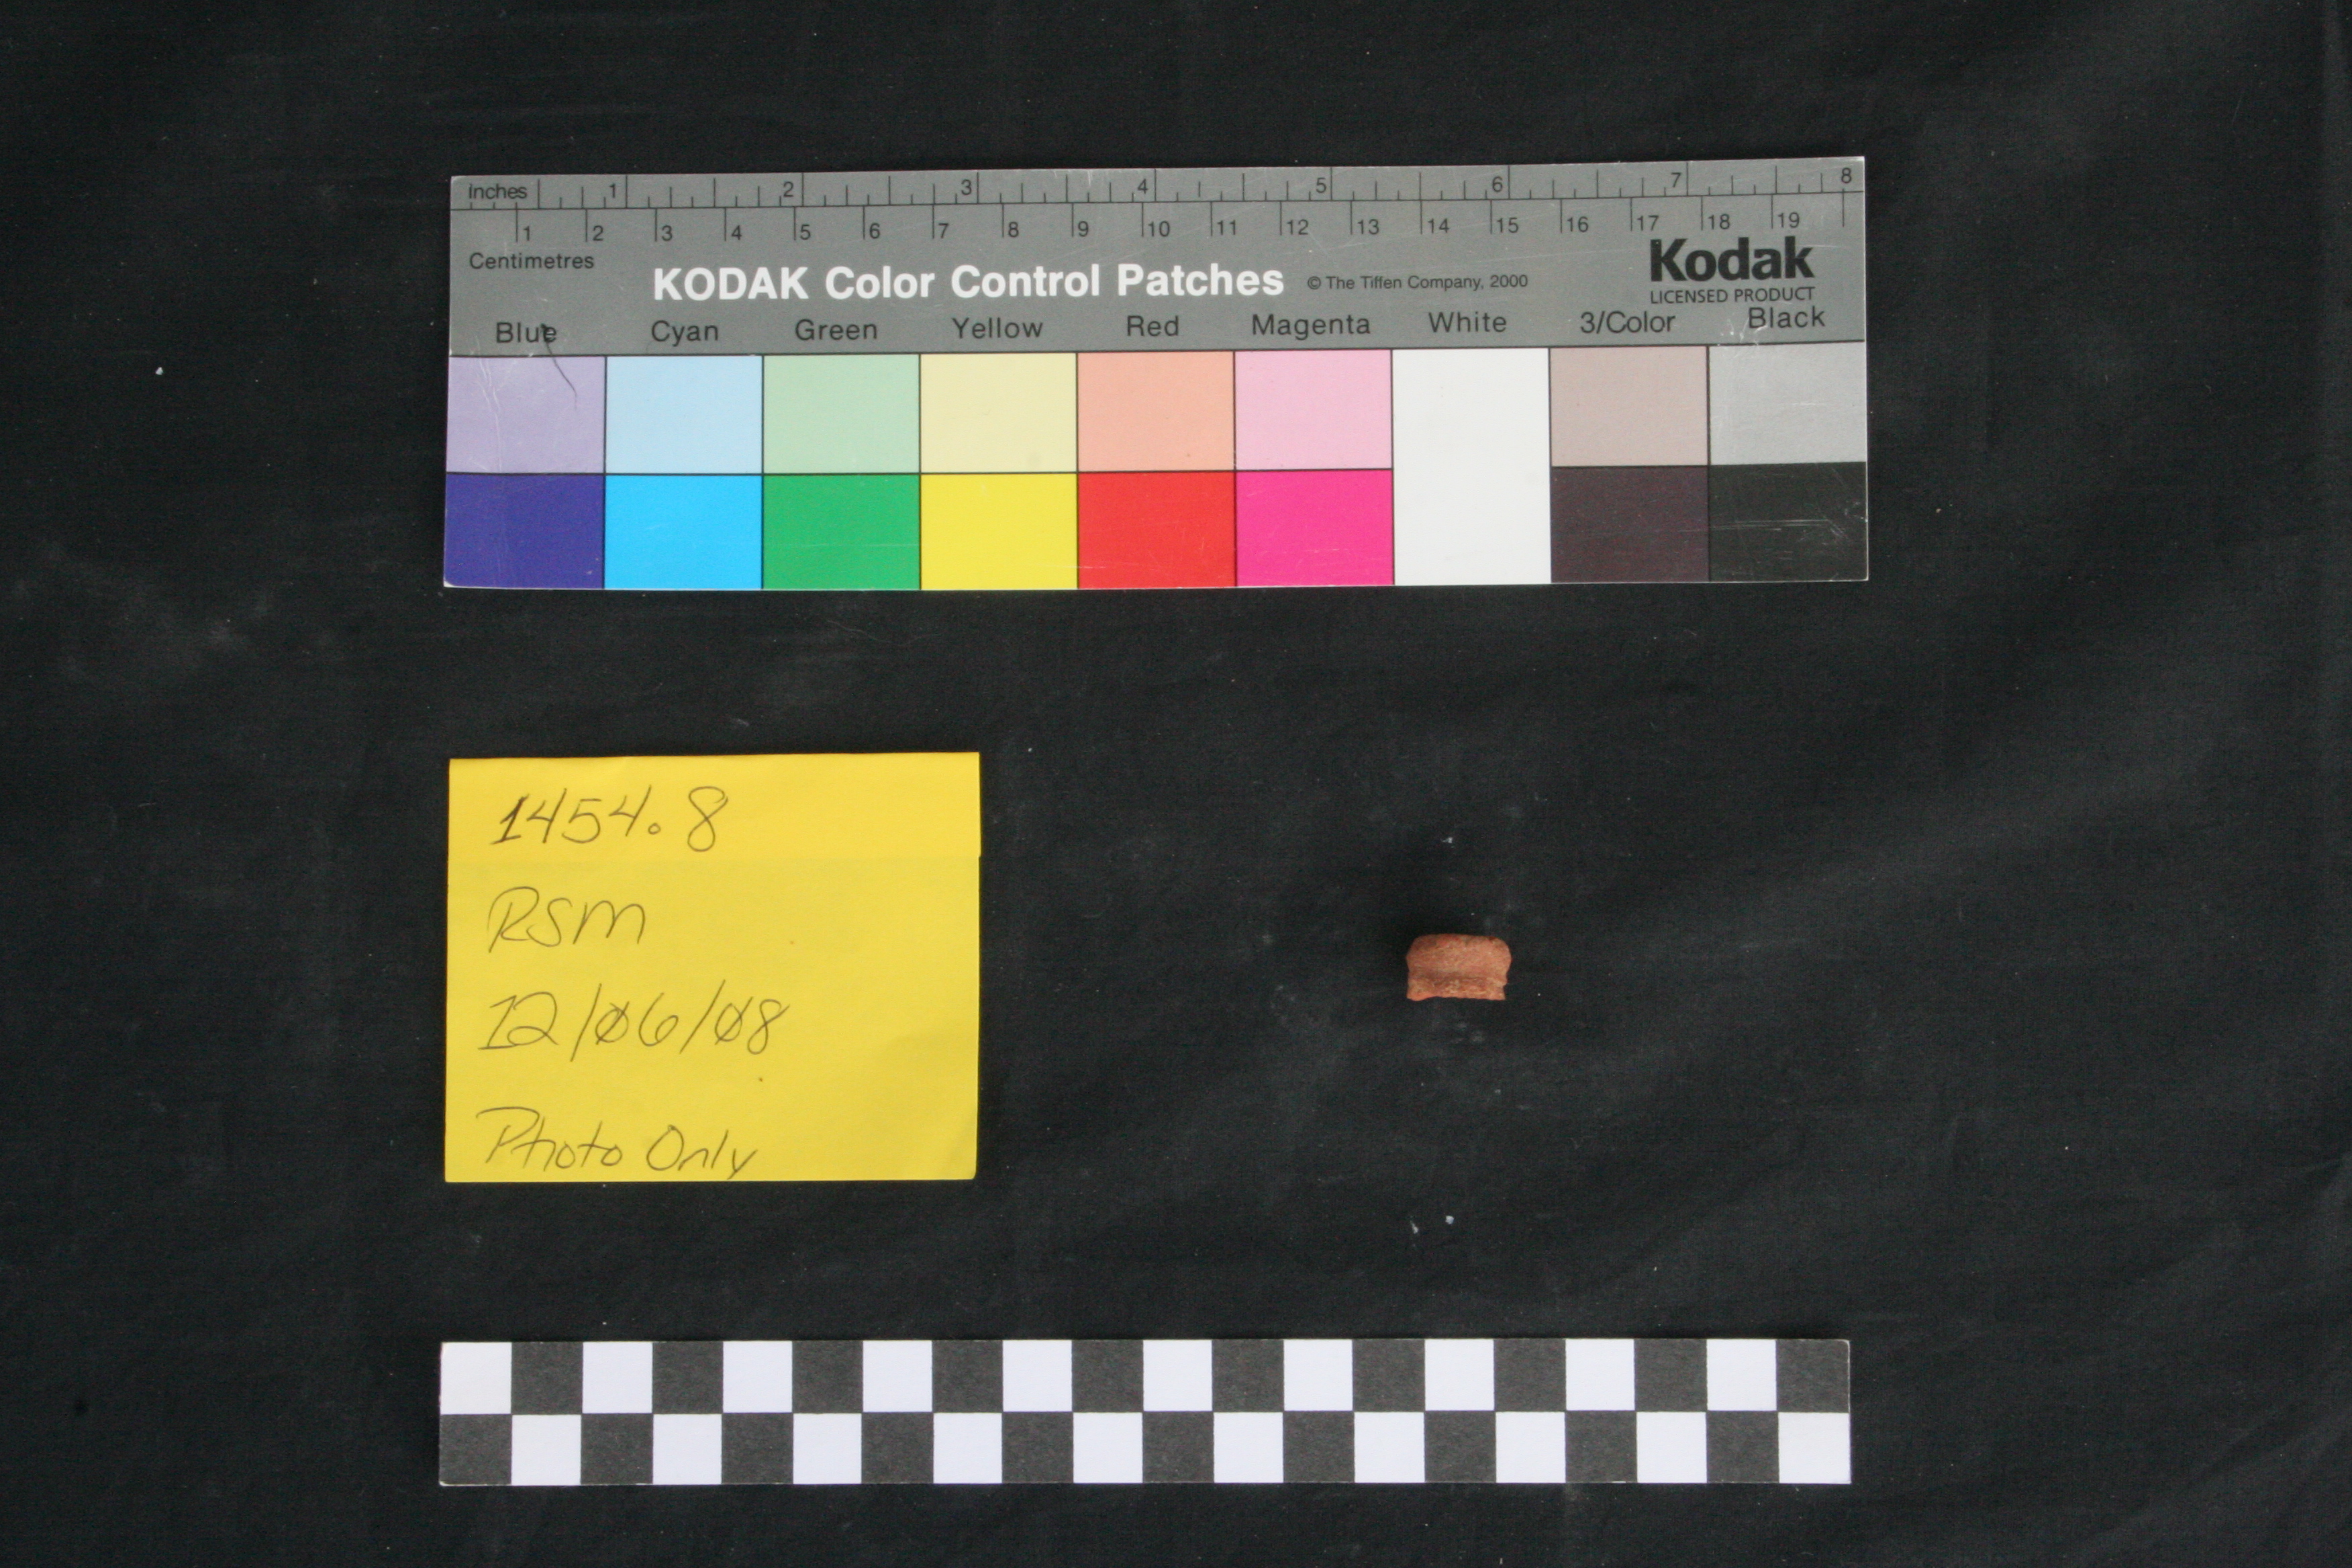 Inches 1 2 3 4 5 6 7 8
1 2 3 4 5 6 7 8 9 10 11 12 13 14 15 16 17 18 19
Centimetres
KODAK Color Control Patches © The Tiffen Company, 2000
Kodak
LICENSED PRODUCT
Blue Cyan Green Yellow Red Magenta White 3/Color Black
1454.8
RSM
12/06/08
Photo Only